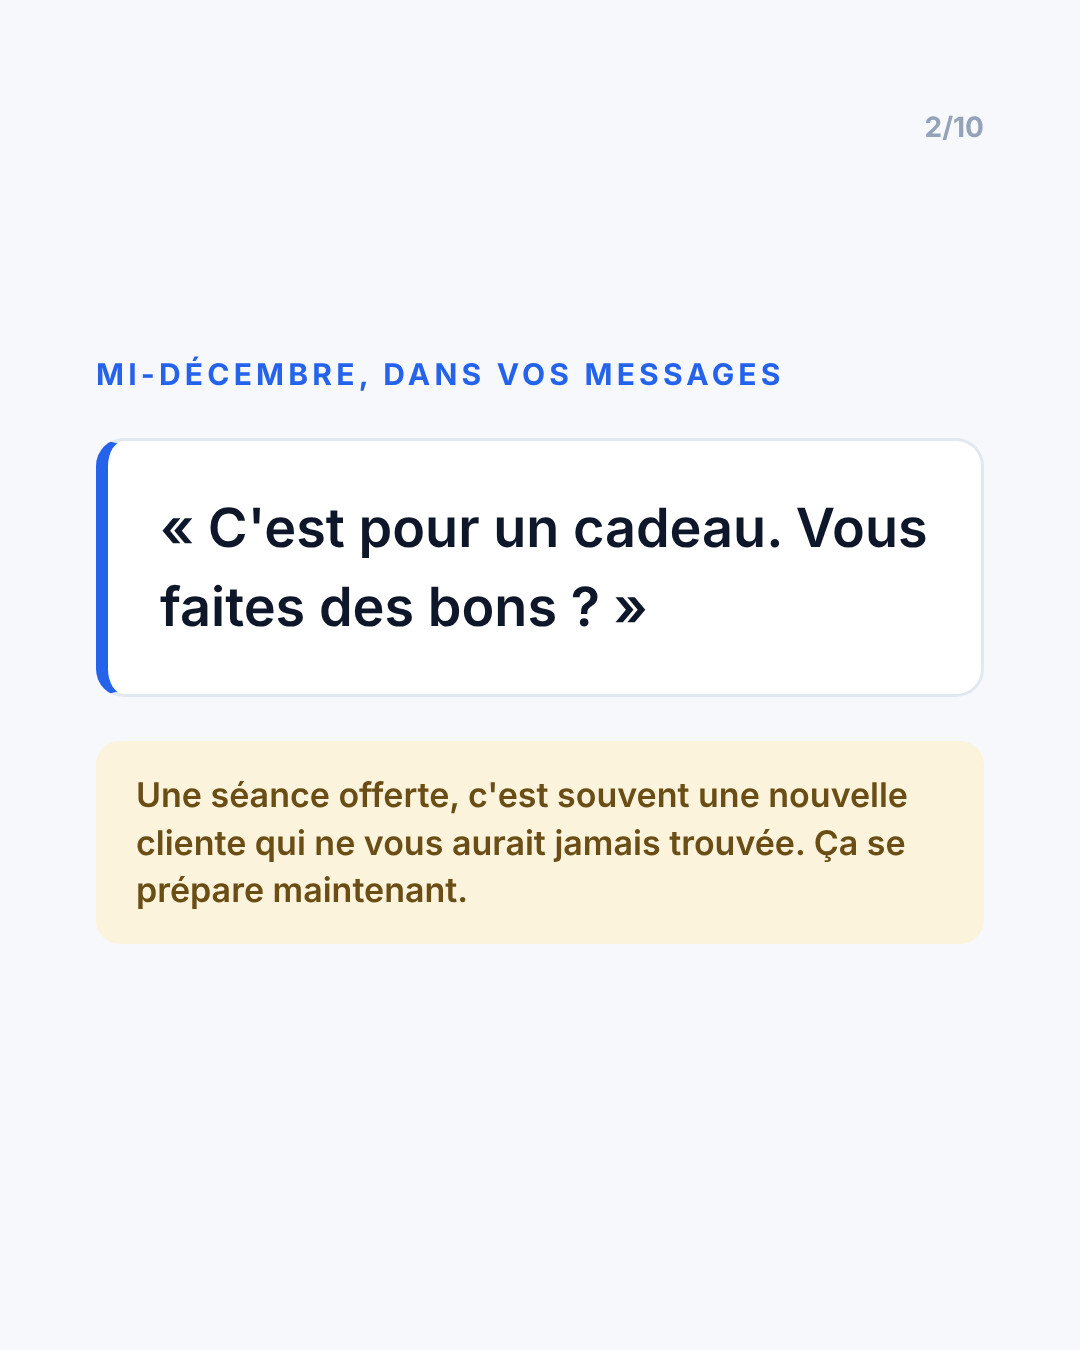 2/10
MI-DÉCEMBRE, DANS VOS MESSAGES
« C'est pour un cadeau. Vous
faites des bons ? »
Une séance offerte, c'est souvent une nouvelle
cliente qui ne vous aurait jamais trouvée. Ça se
prépare maintenant.